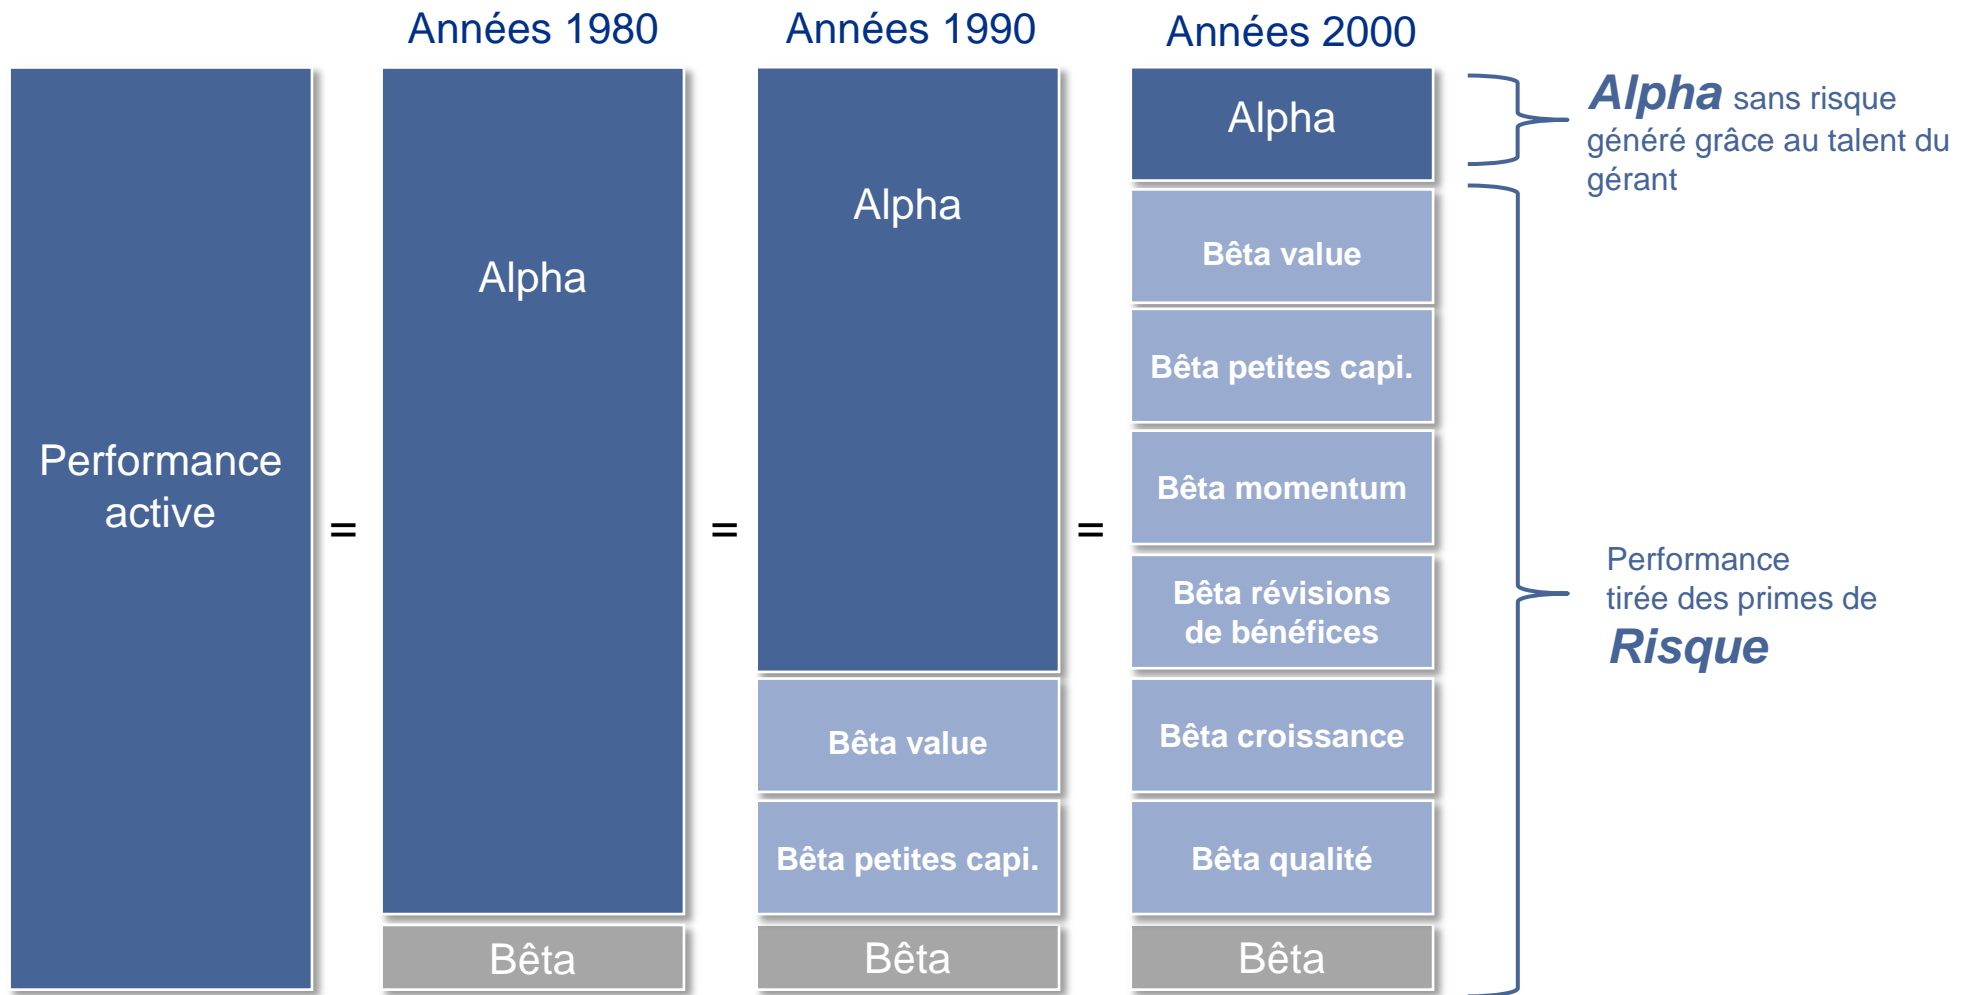 Années 1980
Années 1990
Années 2000
Performance
active
=
Alpha
Bêta
=
Alpha
Bêta value
Bêta petites capi.
Bêta
=
Alpha
Bêta value
Bêta petites capi.
Bêta momentum
Bêta révisions
de bénéfices
Bêta croissance
Bêta qualité
Bêta
Alpha sans risque
généré grâce au talent du
gérant
Performance
tirée des primes de
Risque